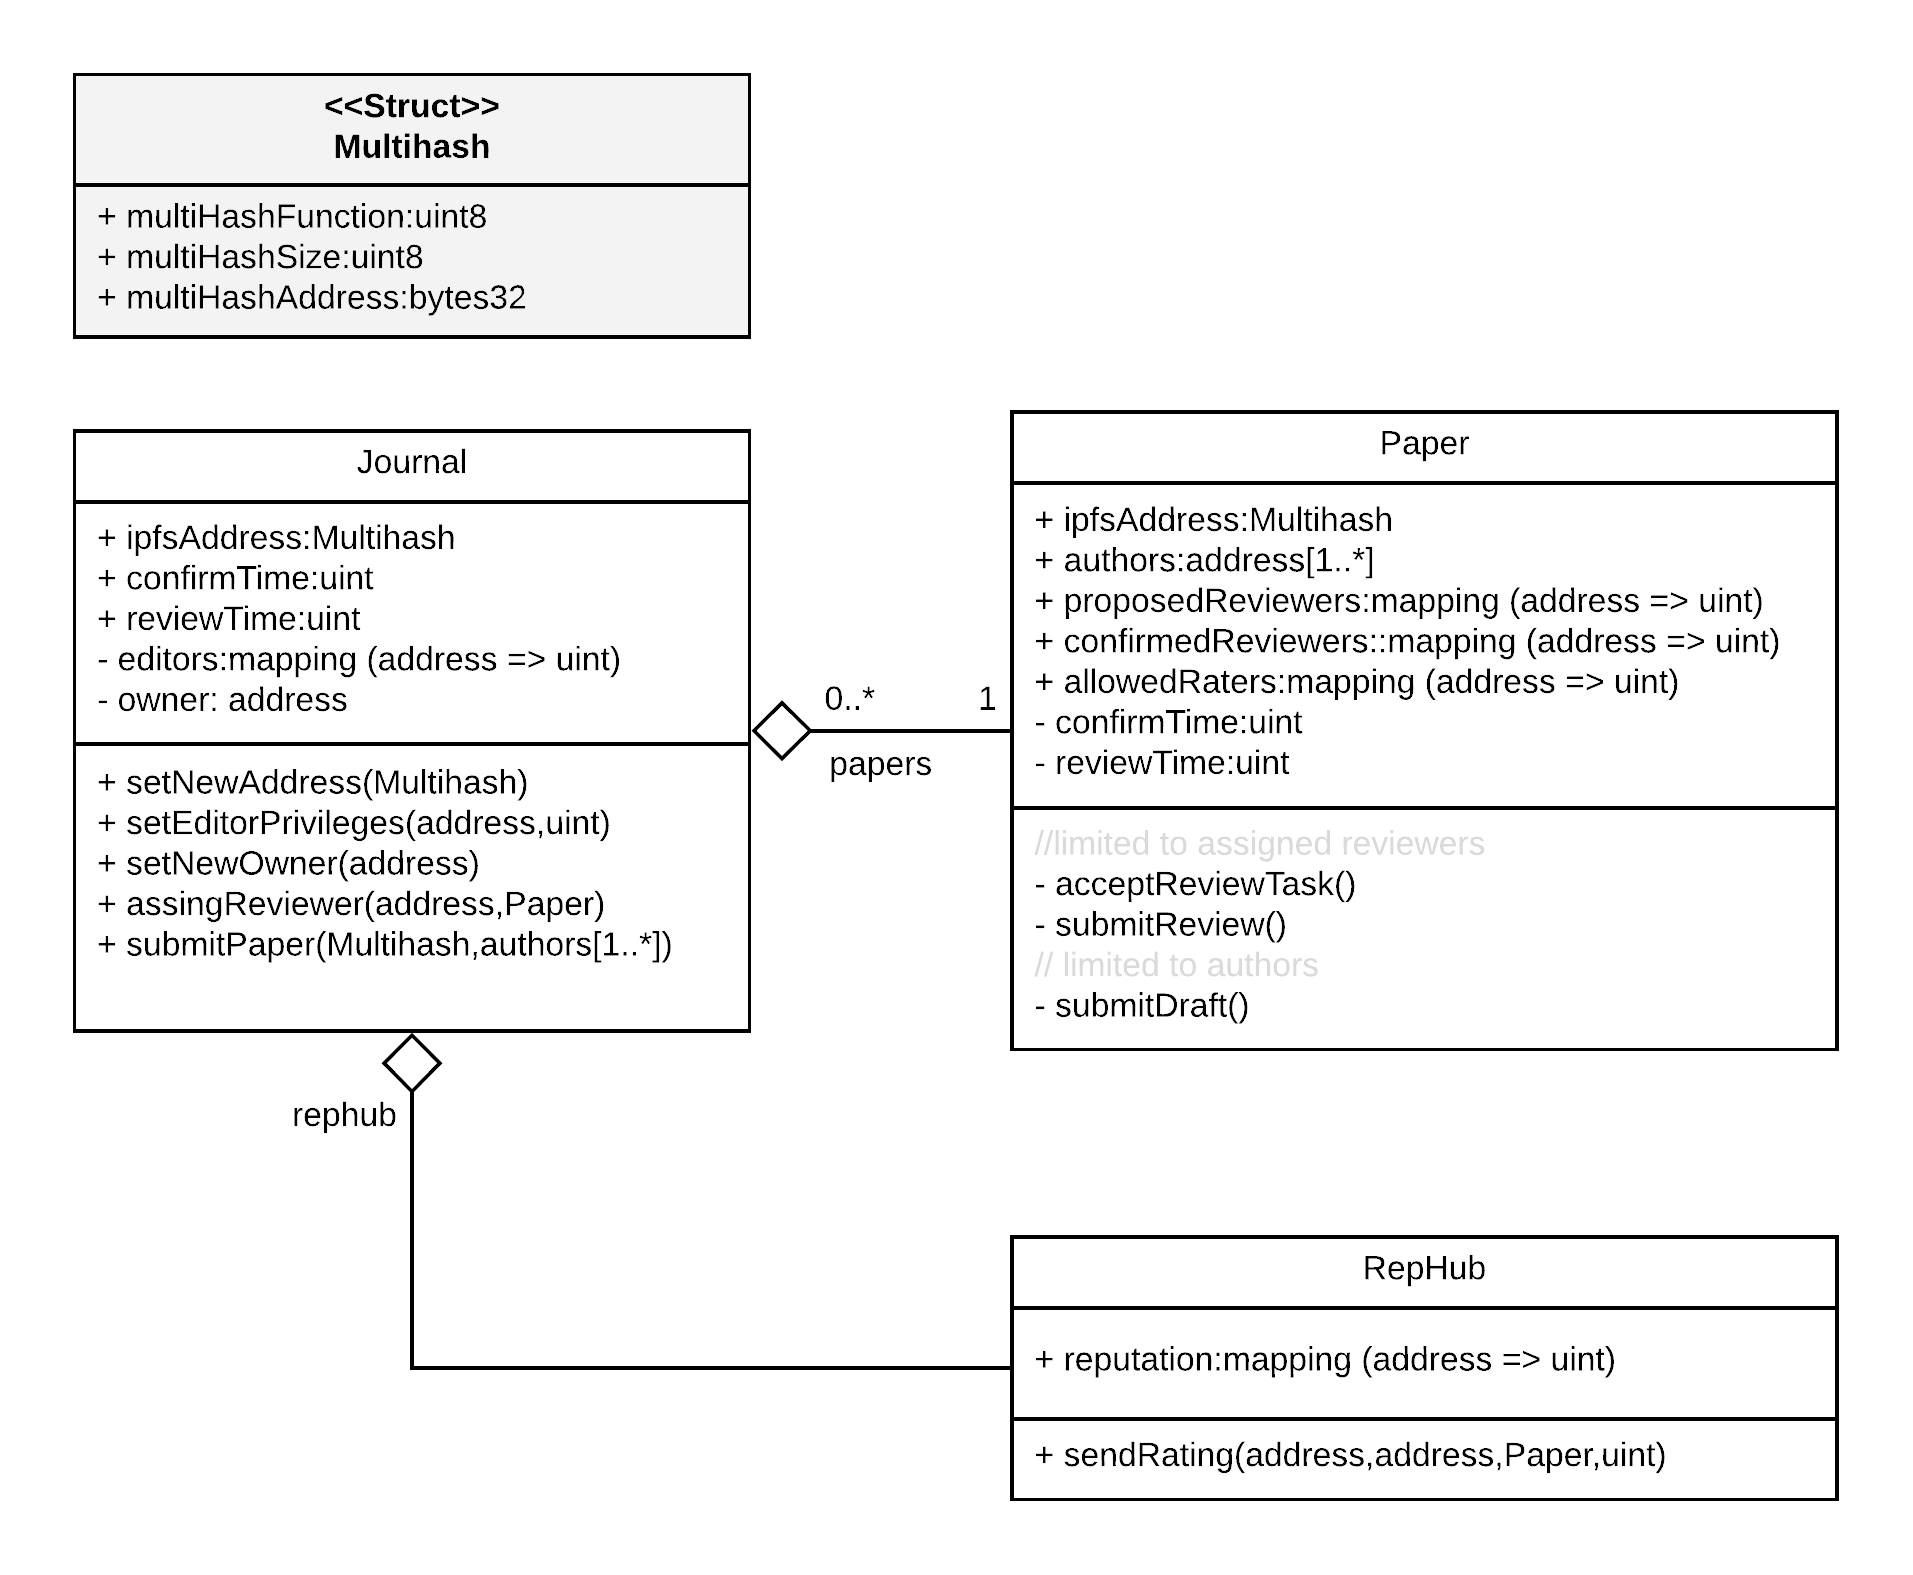 <<Struct>>
Multihash
+ multiHashFunction:uint8
+ multiHashSize:uint8
+ multiHashAddress:bytes32
Journal
+ ipfsAddress:Multihash
+ confirmTime:uint
+ reviewTime:uint
- editors:mapping (address => uint)
- owner: address
+ setNewAddress(Multihash)
+ setEditorPrivileges(address,uint)
+ setNewOwner(address)
+ assingReviewer(address,Paper)
+ submitPaper(Multihash,authors[1..*])
0..*
1
papers
Paper
+ ipfsAddress:Multihash
+ authors:address[1..*]
+ proposedReviewers:mapping (address => uint)
+ confirmedReviewers::mapping (address => uint)
+ allowedRaters:mapping (address => uint)
- confirmTime:uint
- reviewTime:uint
//limited to assigned reviewers
- acceptReviewTask()
- submitReview()
// limited to authors
- submitDraft()
rephub
RepHub
+ reputation:mapping (address => uint)
+ sendRating(address,address,Paper,uint)